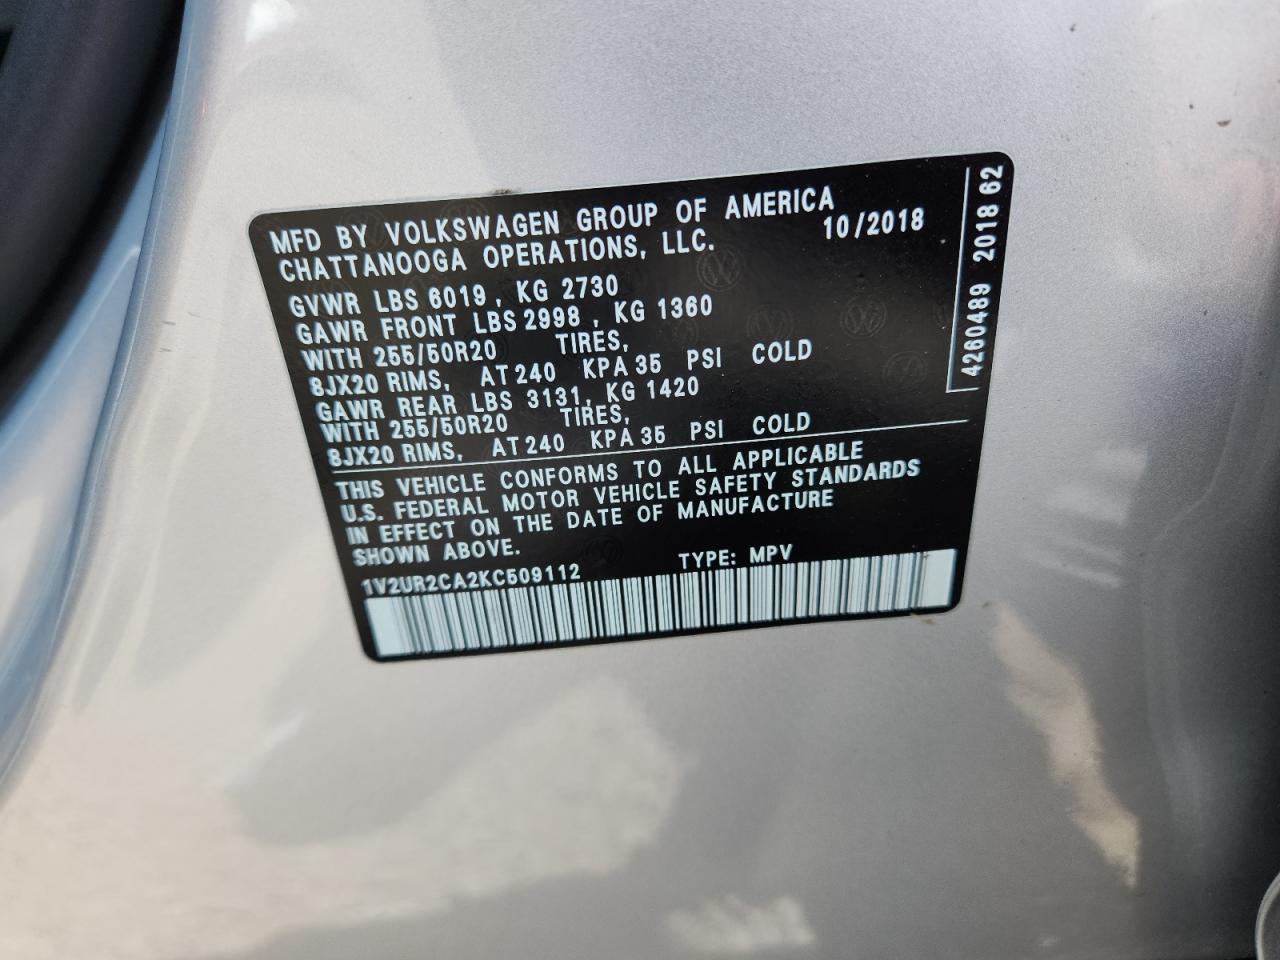 MFD BY VOLKSWAGEN GROUP OF AMERICA
CHATTANOOGA OPERATIONS, LLC. 10/2018
GVWR LBS 6019, KG 2730
GAWR FRONT LBS 2998, KG 1360
WITH 255/50R20 TIRES,
8JX20 RIMS, AT 240 KPA 35 PSI COLD
GAWR REAR LBS 3131, KG 1420
WITH 255/50R20 TIRES,
8JX20 RIMS, AT 240 KPA 35 PSI COLD
THIS VEHICLE CONFORMS TO ALL APPLICABLE
U.S. FEDERAL MOTOR VEHICLE SAFETY STANDARDS
IN EFFECT ON THE DATE OF MANUFACTURE
SHOWN ABOVE.
1V2UR2CA2KC509112 TYPE: MPV
4260489 2018 62